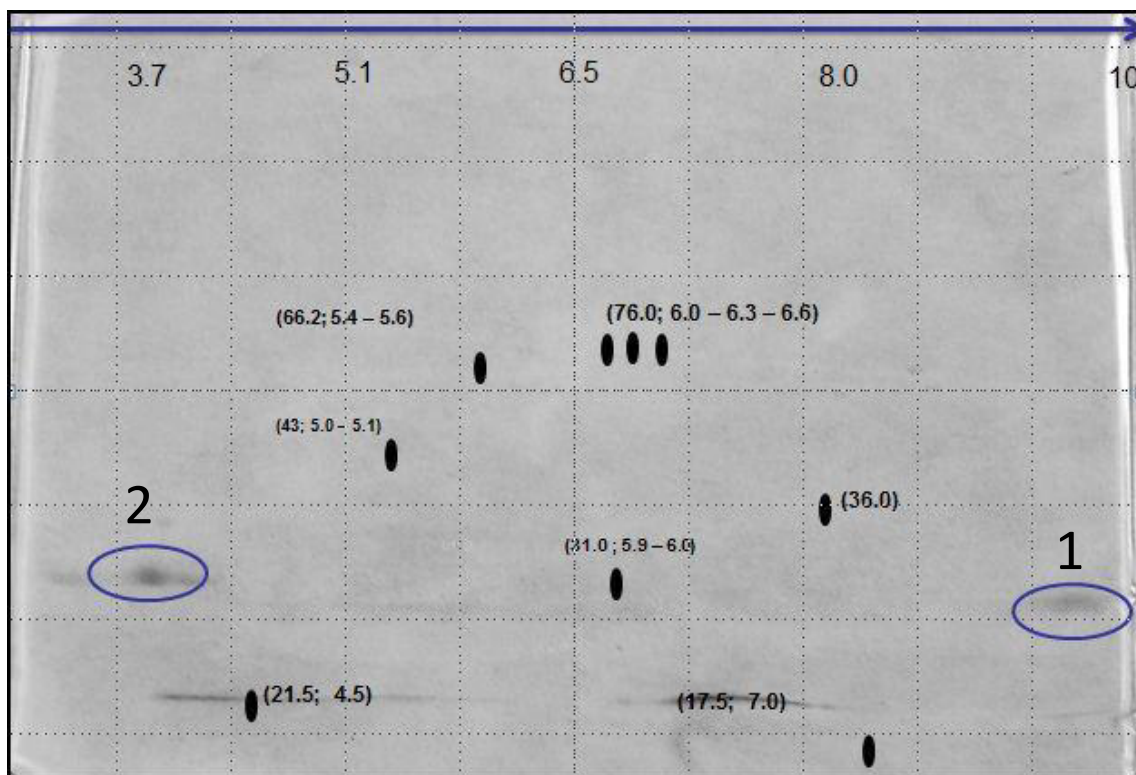 3.7 5.1 6.5 8.0 10
(66.2; 5.4 – 5.6) (76.0; 6.0 – 6.3 – 6.6)
(43; 5.0 – 5.1)
2 (36.0)
(31.0 ; 5.9 – 6.0) 1
(21.5; 4.5) (17.5; 7.0)